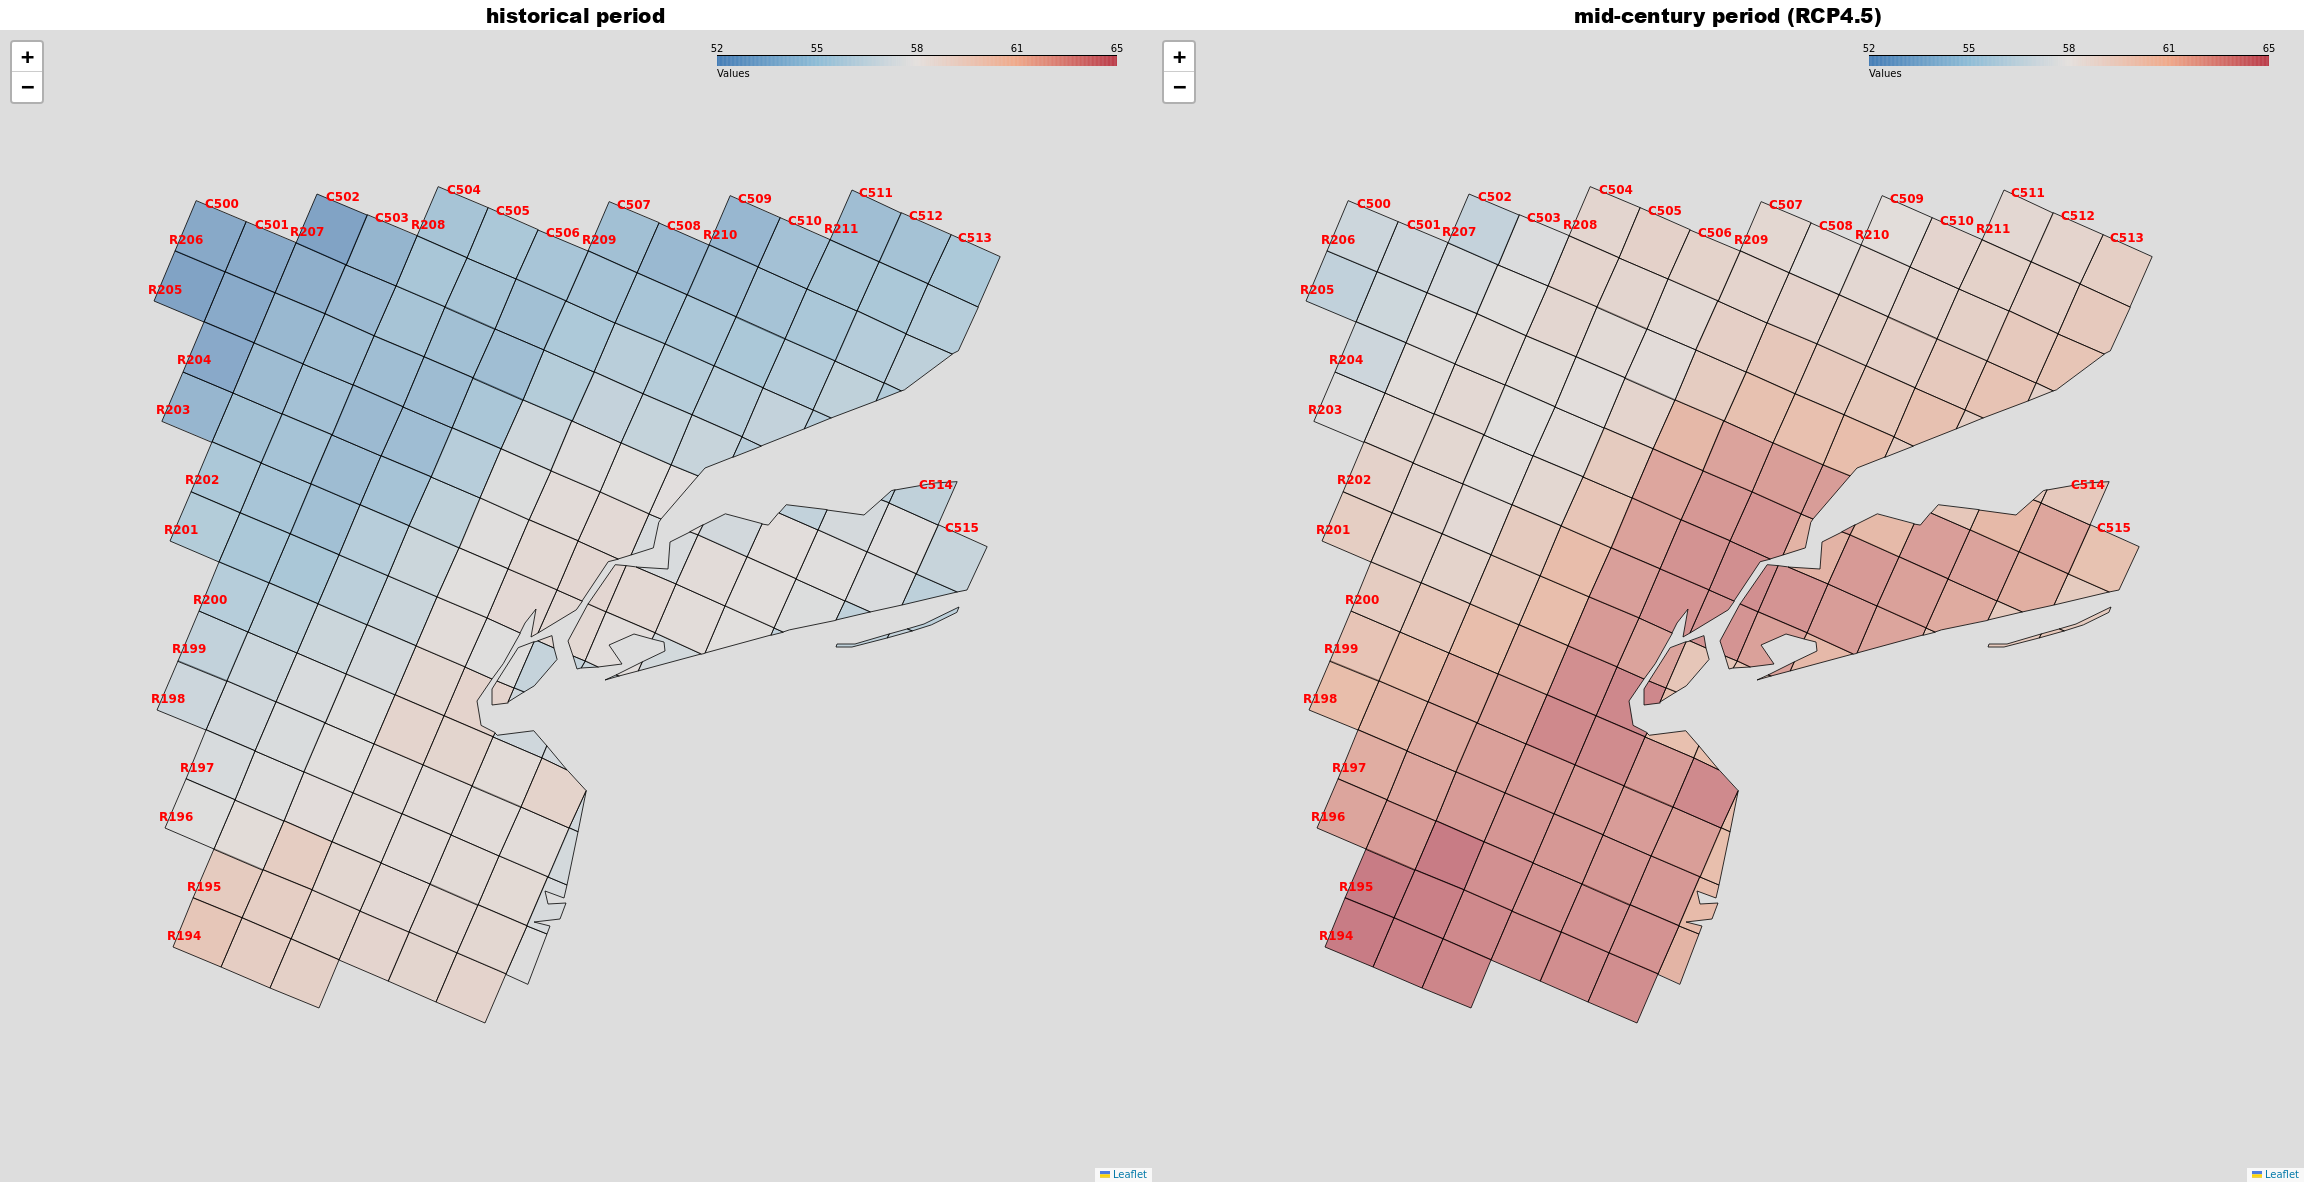 historical period
+
−
52 55 58 61 65
Values
C504
C511
C502
C509
C500
C507
C505
C512
C503
C510
C501
R208
C508
R211
R207
C506
R210
C513
R206
R209
R205
R204
R203
R202
C514
C515
R201
R200
R199
R198
R197
R196
R195
R194
Leaflet
mid-century period (RCP4.5)
+
−
52 55 58 61 65
Values
C504
C511
C502
C509
C500
C507
C505
C512
C503
C510
C501
R208
C508
R211
R207
C506
R210
C513
R206
R209
R205
R204
R203
R202
C514
C515
R201
R200
R199
R198
R197
R196
R195
R194
Leaflet